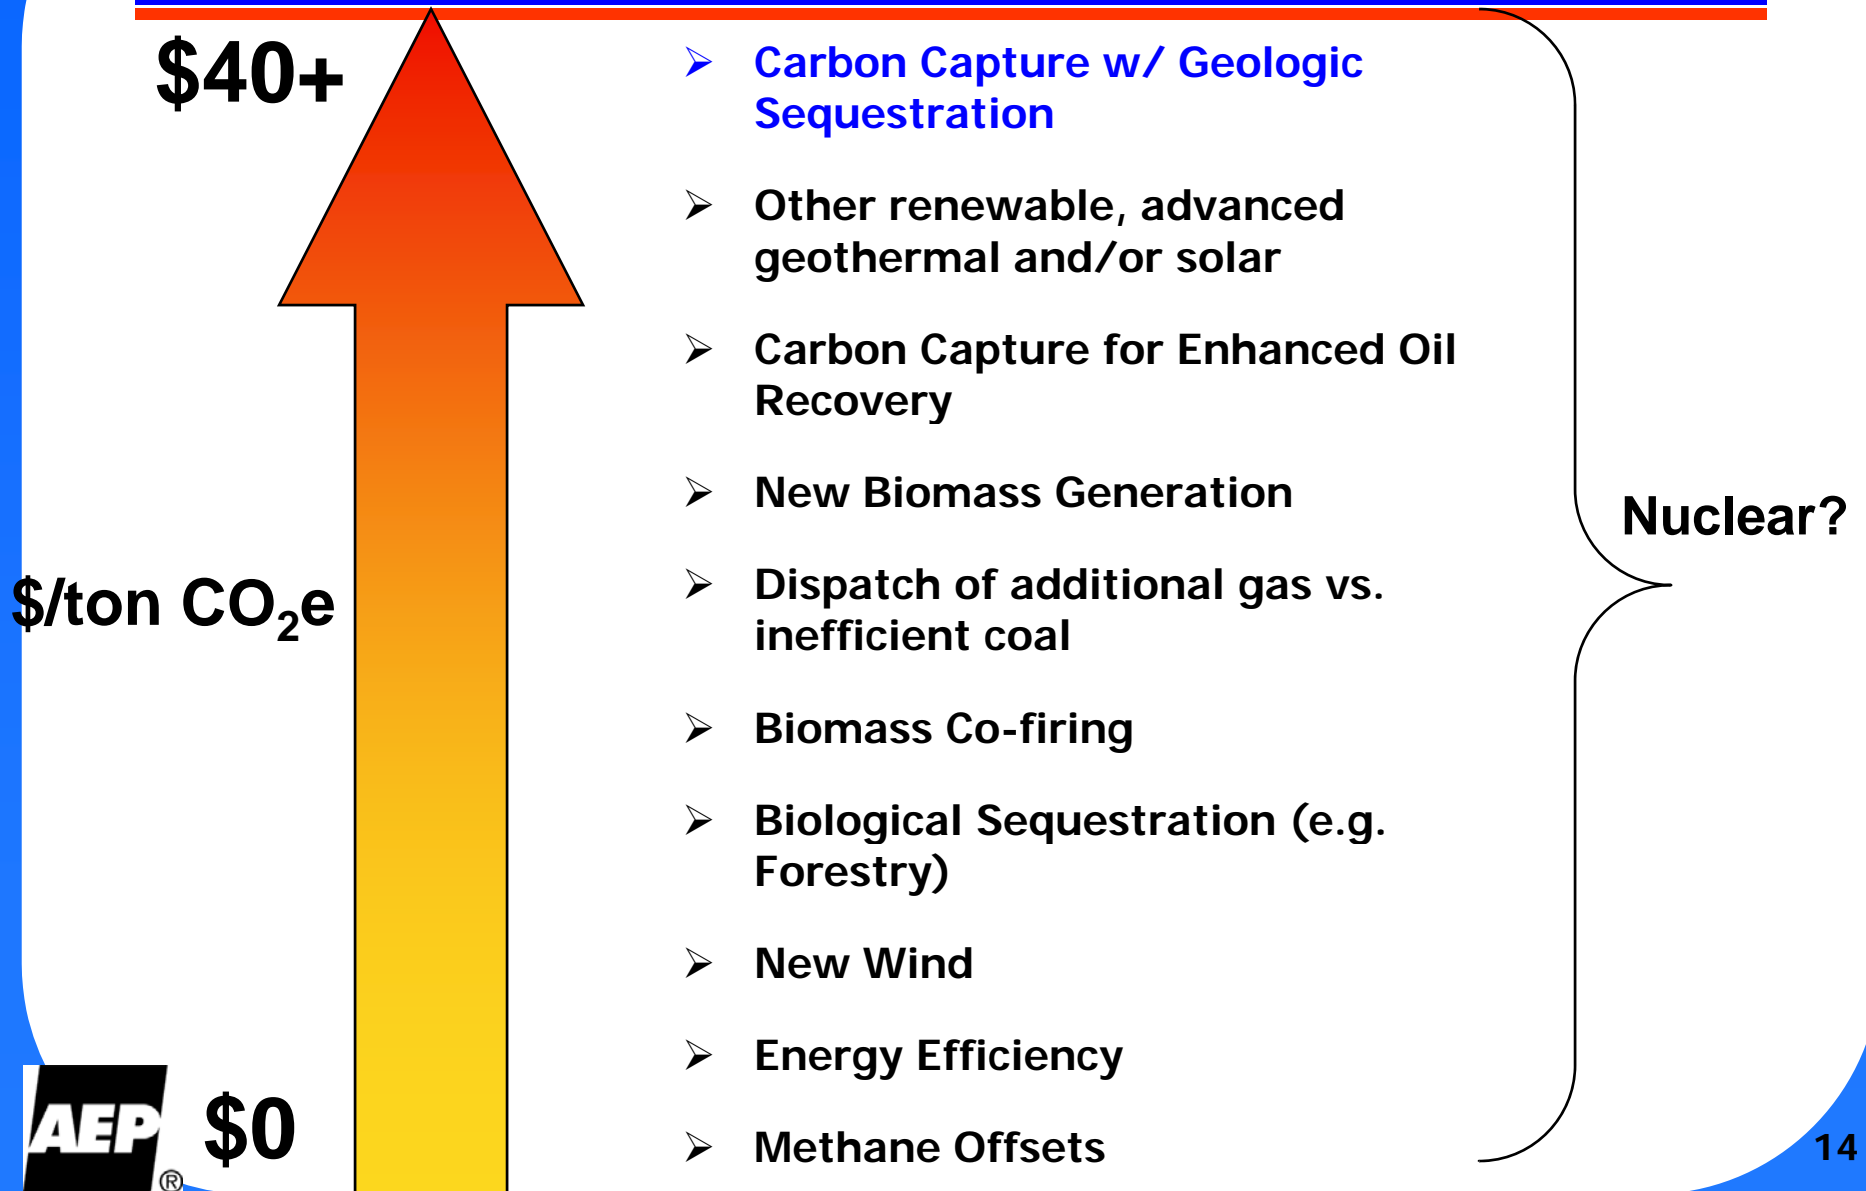 $40+
➢ Carbon Capture w/ Geologic
Sequestration
➢ Other renewable, advanced
geothermal and/or solar
➢ Carbon Capture for Enhanced Oil
Recovery
➢ New Biomass Generation
Nuclear?
➢ Dispatch of additional gas vs.
inefficient coal
$/ton CO₂e
➢ Biomass Co-firing
➢ Biological Sequestration (e.g.
Forestry)
➢ New Wind
➢ Energy Efficiency
➢ Methane Offsets
$0
AEP
®
14